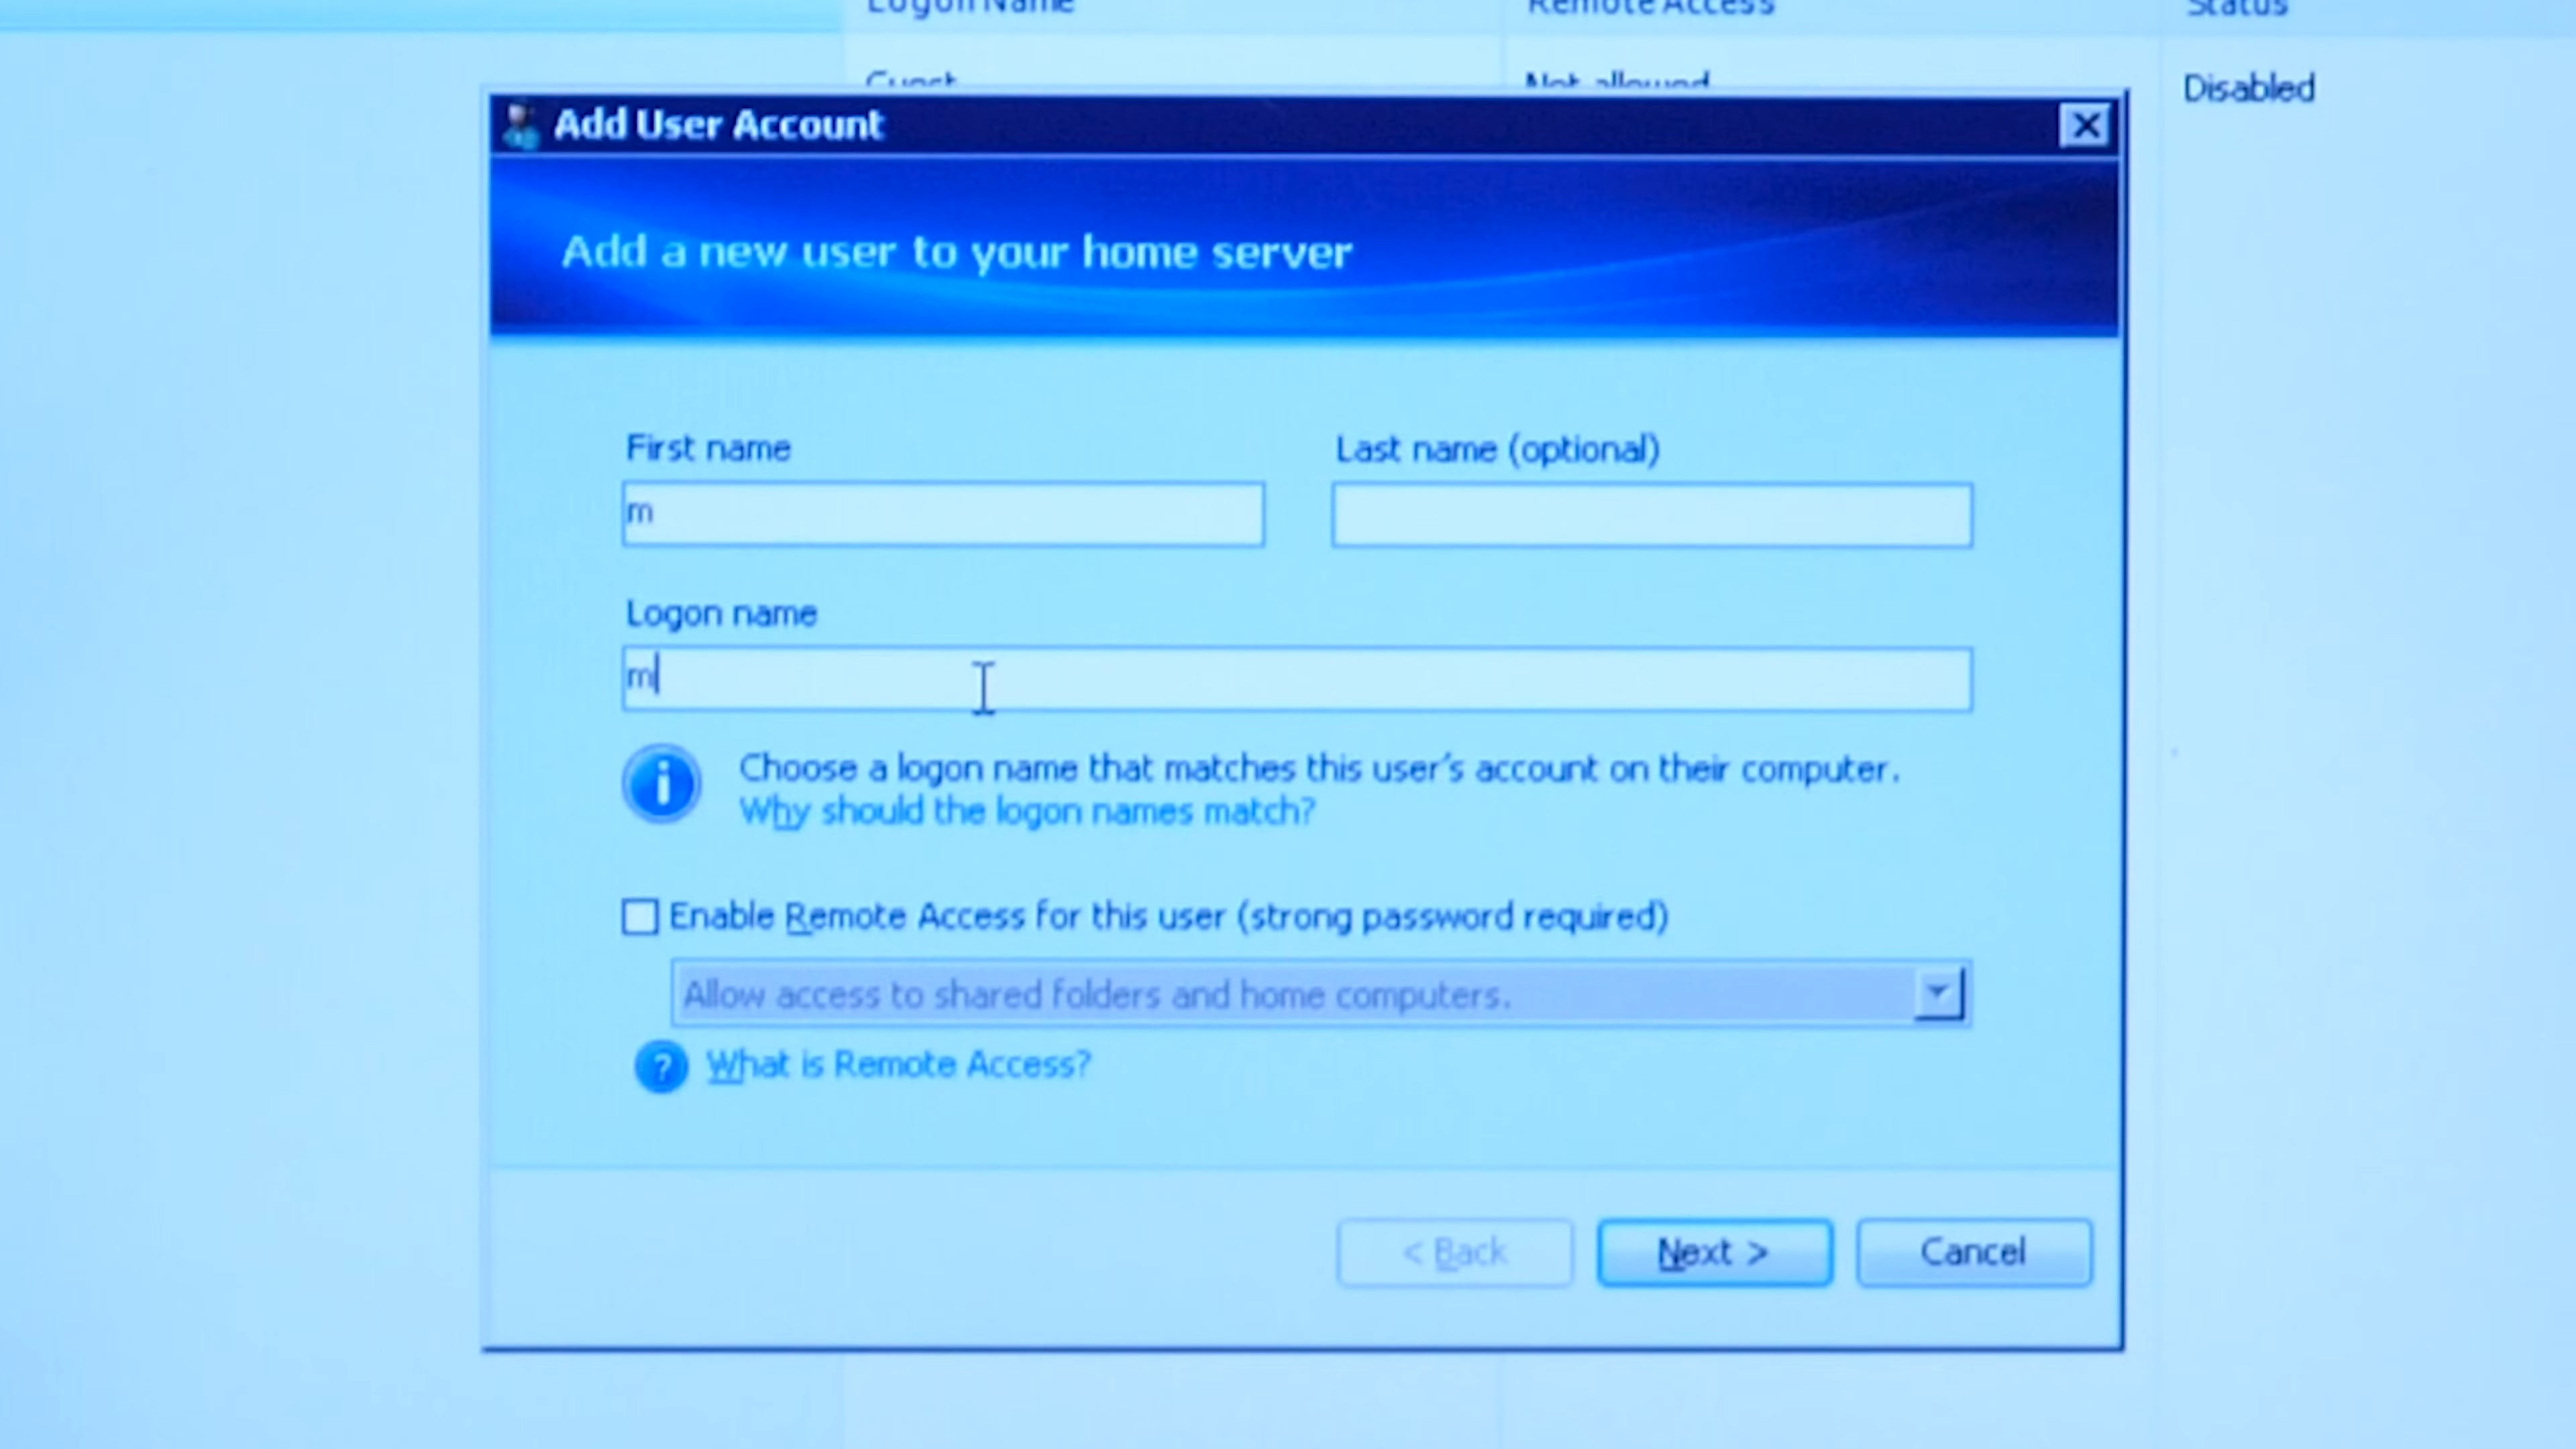 Logon Name Remote Access Status
Guest Not allowed Disabled
Add User Account
Add a new user to your home server
First name Last name (optional)
m
Logon name
m
Choose a logon name that matches this user's account on their computer.
Why should the logon names match?
Enable Remote Access for this user (strong password required)
Allow access to shared folders and home computers.
? What is Remote Access?
< Back Next > Cancel